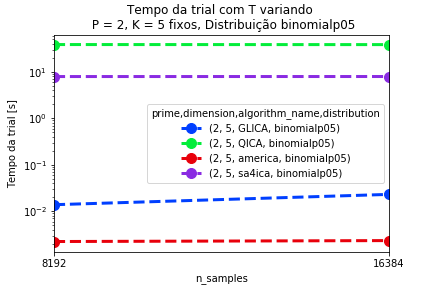 Tempo da trial com T variando
P = 2, K = 5 fixos, Distribuição binomialp05
Tempo da trial [s]
10¹
10⁰
10⁻¹
10⁻²
prime,dimension,algorithm_name,distribution
(2, 5, GLICA, binomialp05)
(2, 5, QICA, binomialp05)
(2, 5, america, binomialp05)
(2, 5, sa4ica, binomialp05)
8192
16384
n_samples